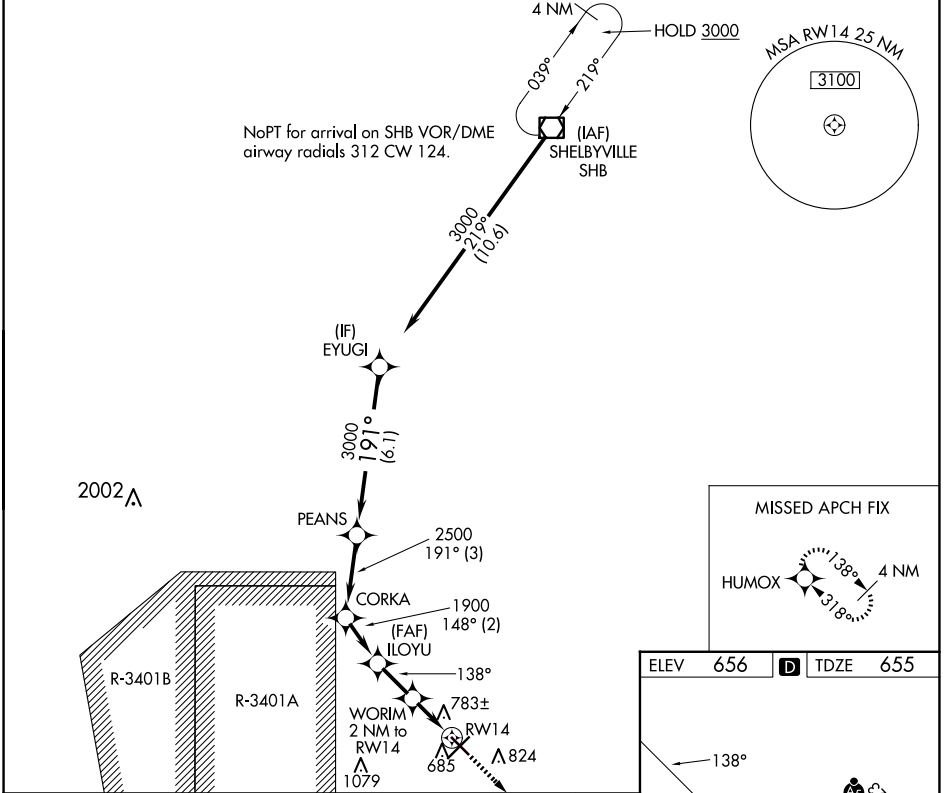 4 NM
HOLD 3000
039°
219°
MSA RW14 25 NM
3100
NoPT for arrival on SHB VOR/DME
airway radials 312 CW 124.
(IAF)
SHELBYVILLE
SHB
3000
219°
(10.6)
(IF)
EYUGI
3000
191°
(6.1)
2002
PEANS
2500
191° (3)
MISSED APCH FIX
HUMOX
138°
318°
4 NM
CORKA
1900
148° (2)
(FAF)
ILOYU
138°
R-3401B
R-3401A
WORIM
2 NM to
RW14
783±
RW14
685
824
1079
ELEV 656 D TDZE 655
138°